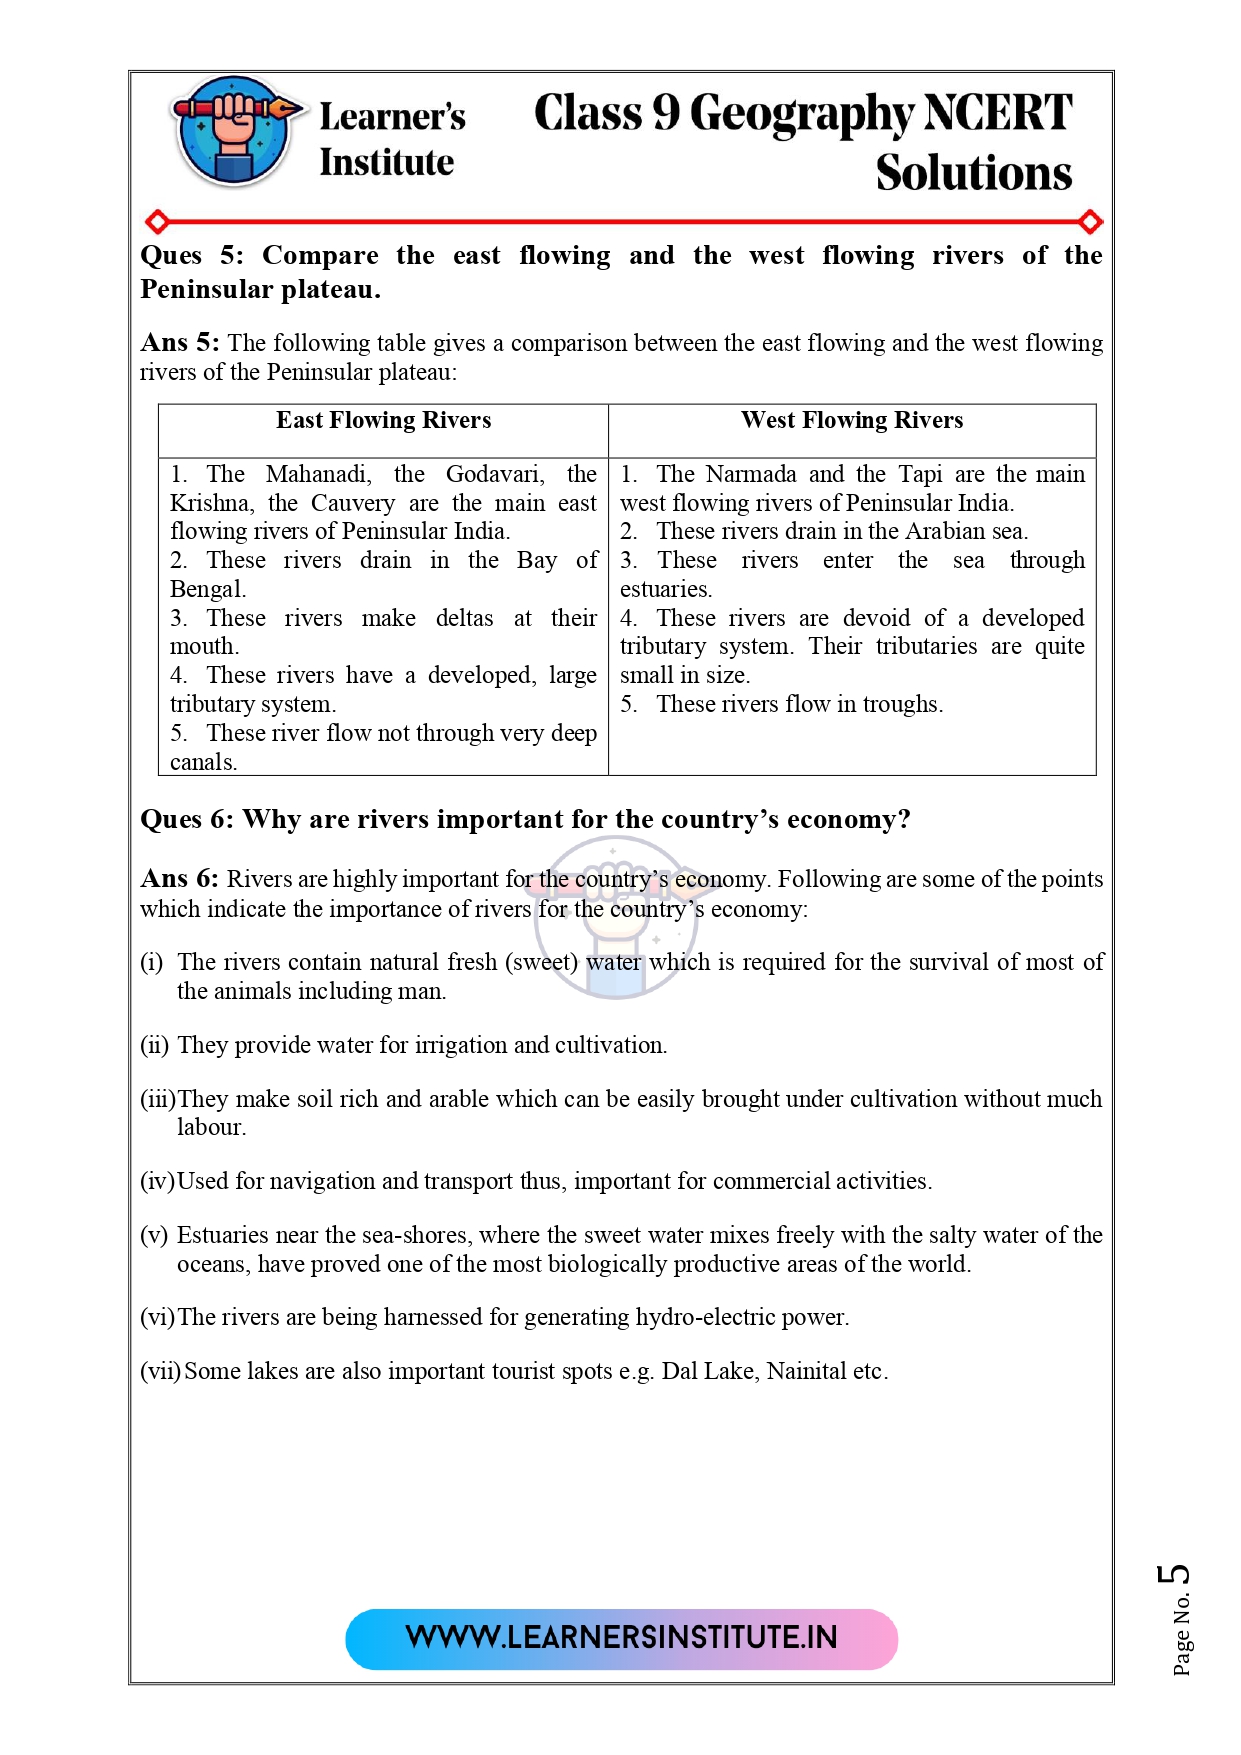 Learner's
Institute
Class 9 Geography NCERT
Solutions
Ques 5: Compare the east flowing and the west flowing rivers of the
Peninsular plateau.
Ans 5: The following table gives a comparison between the east flowing and the west flowing
rivers of the Peninsular plateau:
East Flowing Rivers
1. The Mahanadi, the Godavari, the
Krishna, the Cauvery are the main east
flowing rivers of Peninsular India.
2. These rivers drain in the Bay of
Bengal.
3. These rivers make deltas at their
mouth.
4. These rivers have a developed, large
tributary system.
5. These river flow not through very deep
canals.
West Flowing Rivers
1. The Narmada and the Tapi are the main
west flowing rivers of Peninsular India.
2. These rivers drain in the Arabian sea.
3. These rivers enter the sea through
estuaries.
4. These rivers are devoid of a developed
tributary system. Their tributaries are quite
small in size.
5. These rivers flow in troughs.
Ques 6: Why are rivers important for the country's economy?
Ans 6: Rivers are highly important for the country's economy. Following are some of the points
which indicate the importance of rivers for the country's economy:
(i) The rivers contain natural fresh (sweet) water which is required for the survival of most of
the animals including man.
(ii) They provide water for irrigation and cultivation.
(iii)They make soil rich and arable which can be easily brought under cultivation without much
labour.
(iv)Used for navigation and transport thus, important for commercial activities.
(v) Estuaries near the sea-shores, where the sweet water mixes freely with the salty water of the
oceans, have proved one of the most biologically productive areas of the world.
(vi)The rivers are being harnessed for generating hydro-electric power.
(vii)Some lakes are also important tourist spots e.g. Dal Lake, Nainital etc.
WWW.LEARNERSINSTITUTE.IN
Page No. 5